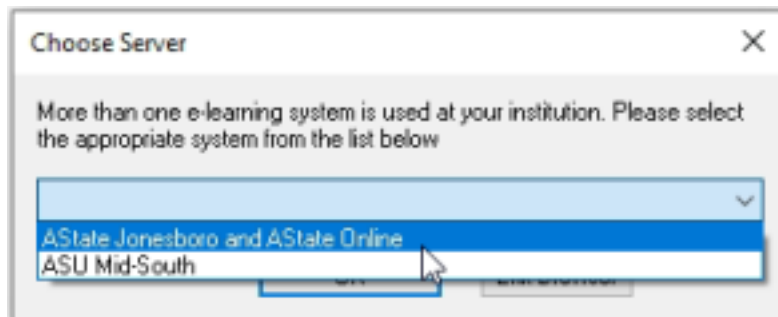 Choose Server
More than one e-learning system is used at your institution. Please select
the appropriate system from the list below
AState Jonesboro and AState Online
ASU Mid-South